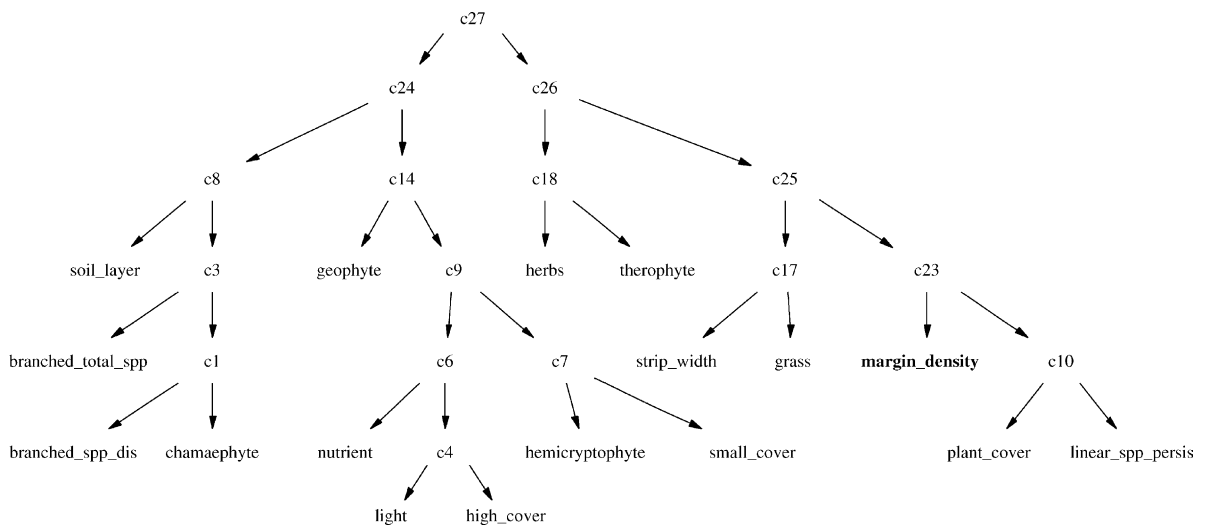 c27
c24 c26
c8 c14 c18 c25
soil_layer c3 geophyte c9 herbs therophyte c17 c23
branched_total_spp c1 c6 c7 strip_width grass margin_density c10
branched_spp_dis chamaephyte nutrient c4 hemicryptophyte small_cover plant_cover linear_spp_persis
light high_cover